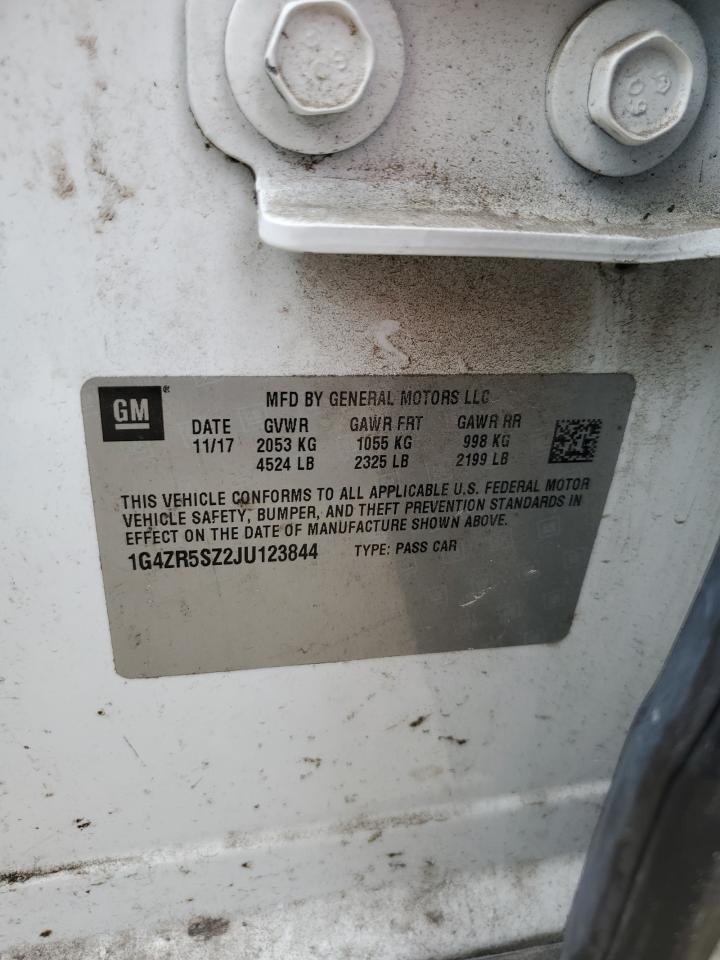 GM®
MFD BY GENERAL MOTORS LLC
DATE GVWR GAWR FRT GAWR RR
11/17 2053 KG 1055 KG 998 KG
4524 LB 2325 LB 2199 LB
THIS VEHICLE CONFORMS TO ALL APPLICABLE U.S. FEDERAL MOTOR
VEHICLE SAFETY, BUMPER, AND THEFT PREVENTION STANDARDS IN
EFFECT ON THE DATE OF MANUFACTURE SHOWN ABOVE.
1G4ZR5SZ2JU123844 TYPE: PASS CAR